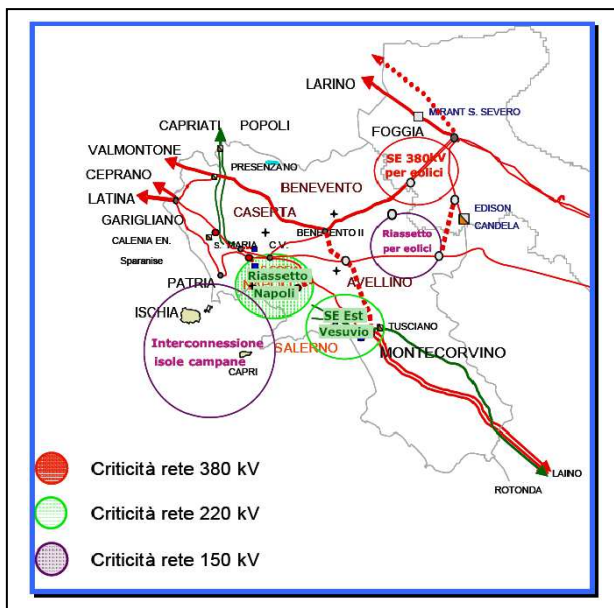 LARINO
MIRANT S. SEVERO
CAPRIATI
POPOLI
FOGGIA
VALMONTONE
PRESENZANO
SE 380kV
per eolici
CEPRANO
BENEVENTO
LATINA
CASERTA
GARIGLIANO
BENEVENTO II
EDISON
CANDELA
CALENIA EN.
S. MARIA C.V.
Riassetto
per eolici
Sparanise
PATRIA
Riassetto
Napoli
AVELLINO
ISCHIA
SE Est
Vesuvio
TUSCIANO
Interconnessione
isole campane
SALERNO
MONTECORVINO
CAPRI
Criticità rete 380 kV
LAINO
ROTONDA
Criticità rete 220 kV
Criticità rete 150 kV